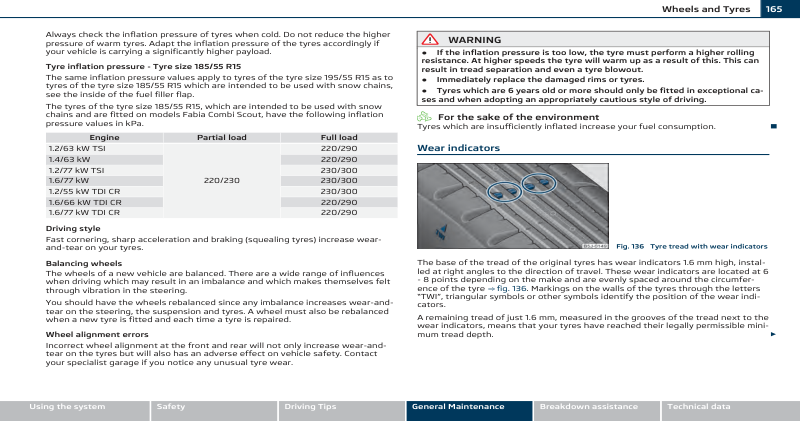 Wheels and Tyres 165
Always check the inflation pressure of tyres when cold. Do not reduce the higher
pressure of warm tyres. Adapt the inflation pressure of the tyres accordingly if
your vehicle is carrying a significantly higher payload.
Tyre inflation pressure - Tyre size 185/55 R15
The same inflation pressure values apply to tyres of the tyre size 195/55 R15 as to
tyres of the tyre size 185/55 R15 which are intended to be used with snow chains,
see the inside of the fuel filler flap.
The tyres of the tyre size 185/55 R15, which are intended to be used with snow
chains and are fitted on models Fabia Combi Scout, have the following inflation
pressure values in kPa.
Engine Partial load Full load
1.2/63 kW TSI 220/290
1.4/63 kW 220/290
1.2/77 kW TSI 230/300
1.6/77 kW 220/230 230/300
1.2/55 kW TDI CR 230/300
1.6/66 kW TDI CR 220/290
1.6/77 kW TDI CR 220/290
Driving style
Fast cornering, sharp acceleration and braking (squealing tyres) increase wear-
and-tear on your tyres.
Balancing wheels
The wheels of a new vehicle are balanced. There are a wide range of influences
when driving which may result in an imbalance and which makes themselves felt
through vibration in the steering.
You should have the wheels rebalanced since any imbalance increases wear-and-
tear on the steering, the suspension and tyres. A wheel must also be rebalanced
when a new tyre is fitted and each time a tyre is repaired.
Wheel alignment errors
Incorrect wheel alignment at the front and rear will not only increase wear-and-
tear on the tyres but will also has an adverse effect on vehicle safety. Contact
your specialist garage if you notice any unusual tyre wear.
WARNING
● If the inflation pressure is too low, the tyre must perform a higher rolling
resistance. At higher speeds the tyre will warm up as a result of this. This can
result in tread separation and even a tyre blowout.
● Immediately replace the damaged rims or tyres.
● Tyres which are 6 years old or more should only be fitted in exceptional ca-
ses and when adopting an appropriately cautious style of driving.
For the sake of the environment
Tyres which are insufficiently inflated increase your fuel consumption.
Wear indicators
Fig. 136 Tyre tread with wear indicators
The base of the tread of the original tyres has wear indicators 1.6 mm high, instal-
led at right angles to the direction of travel. These wear indicators are located at 6
- 8 points depending on the make and are evenly spaced around the circumfer-
ence of the tyre ⇒ fig. 136. Markings on the walls of the tyres through the letters
"TWI", triangular symbols or other symbols identify the position of the wear indi-
cators.
A remaining tread of just 1.6 mm, measured in the grooves of the tread next to the
wear indicators, means that your tyres have reached their legally permissible mini-
mum tread depth.
Using the system Safety Driving Tips General Maintenance Breakdown assistance Technical data